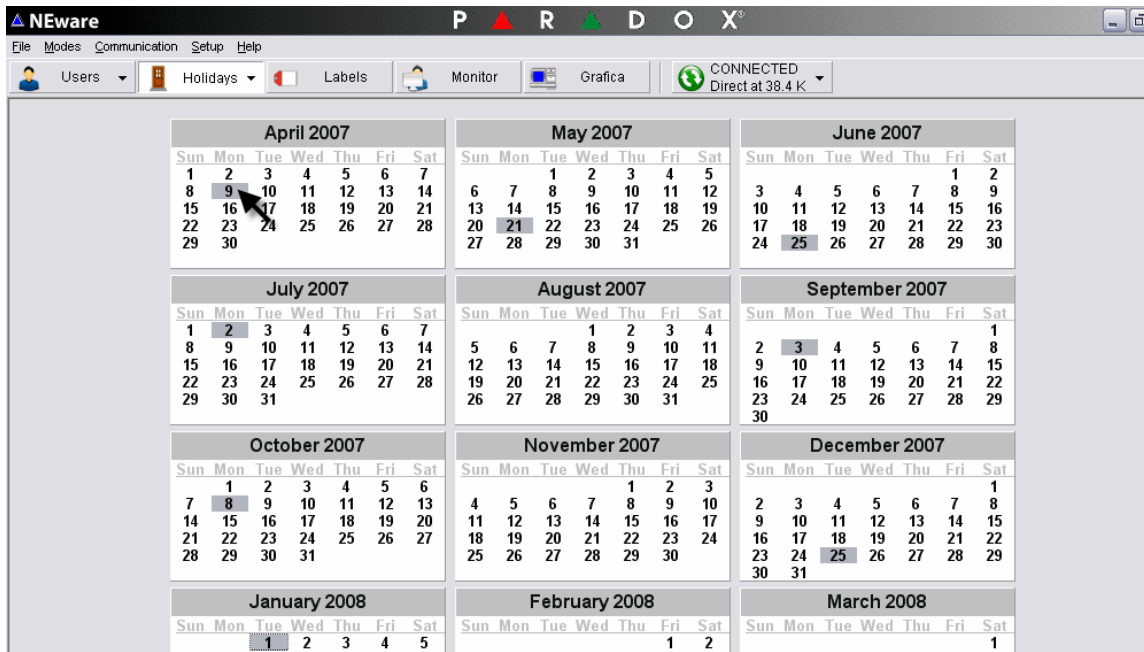 NEware
PARADOX®
File Modes Communication Setup Help
Users Holidays Labels Monitor Grafica CONNECTED
Direct at 38.4 K
April 2007
Sun Mon Tue Wed Thu Fri Sat
1 2 3 4 5 6 7
8 9 10 11 12 13 14
15 16 17 18 19 20 21
22 23 24 25 26 27 28
29 30
May 2007
Sun Mon Tue Wed Thu Fri Sat
1 2 3 4 5
6 7 8 9 10 11 12
13 14 15 16 17 18 19
20 21 22 23 24 25 26
27 28 29 30 31
June 2007
Sun Mon Tue Wed Thu Fri Sat
1 2
3 4 5 6 7 8 9
10 11 12 13 14 15 16
17 18 19 20 21 22 23
24 25 26 27 28 29 30
July 2007
Sun Mon Tue Wed Thu Fri Sat
1 2 3 4 5 6 7
8 9 10 11 12 13 14
15 16 17 18 19 20 21
22 23 24 25 26 27 28
29 30 31
August 2007
Sun Mon Tue Wed Thu Fri Sat
1 2 3 4
5 6 7 8 9 10 11
12 13 14 15 16 17 18
19 20 21 22 23 24 25
26 27 28 29 30 31
September 2007
Sun Mon Tue Wed Thu Fri Sat
1
2 3 4 5 6 7 8
9 10 11 12 13 14 15
16 17 18 19 20 21 22
23 24 25 26 27 28 29
30
October 2007
Sun Mon Tue Wed Thu Fri Sat
1 2 3 4 5 6
7 8 9 10 11 12 13
14 15 16 17 18 19 20
21 22 23 24 25 26 27
28 29 30 31
November 2007
Sun Mon Tue Wed Thu Fri Sat
1 2 3
4 5 6 7 8 9 10
11 12 13 14 15 16 17
18 19 20 21 22 23 24
25 26 27 28 29 30
December 2007
Sun Mon Tue Wed Thu Fri Sat
1
2 3 4 5 6 7 8
9 10 11 12 13 14 15
16 17 18 19 20 21 22
23 24 25 26 27 28 29
30 31
January 2008
Sun Mon Tue Wed Thu Fri Sat
1 2 3 4 5
February 2008
Sun Mon Tue Wed Thu Fri Sat
1 2
March 2008
Sun Mon Tue Wed Thu Fri Sat
1